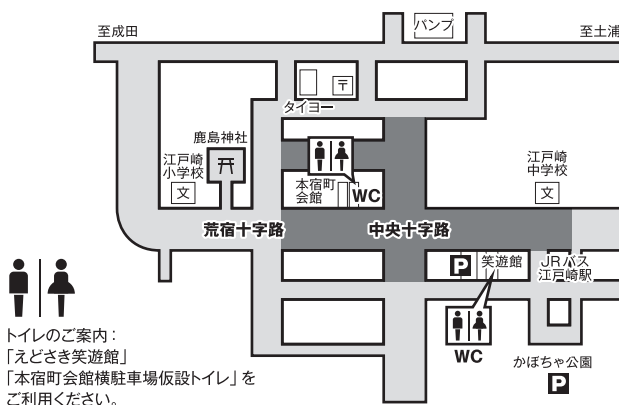 至成田
パンプ
至土浦
〒
タイヨー
鹿島神社
江戸崎
小学校
文
本宿町
会館
WC
江戸崎
中学校
文
荒宿十字路
中央十字路
P
笑遊館
JRバス
江戸崎駅
WC
かぼちゃ公園
P
トイレのご案内：
「えどさき笑遊館」
「本宿町会館横駐車場仮設トイレ」を
ご利用ください。